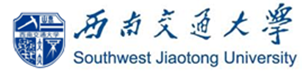 西南交通大學
Southwest Jiaotong University